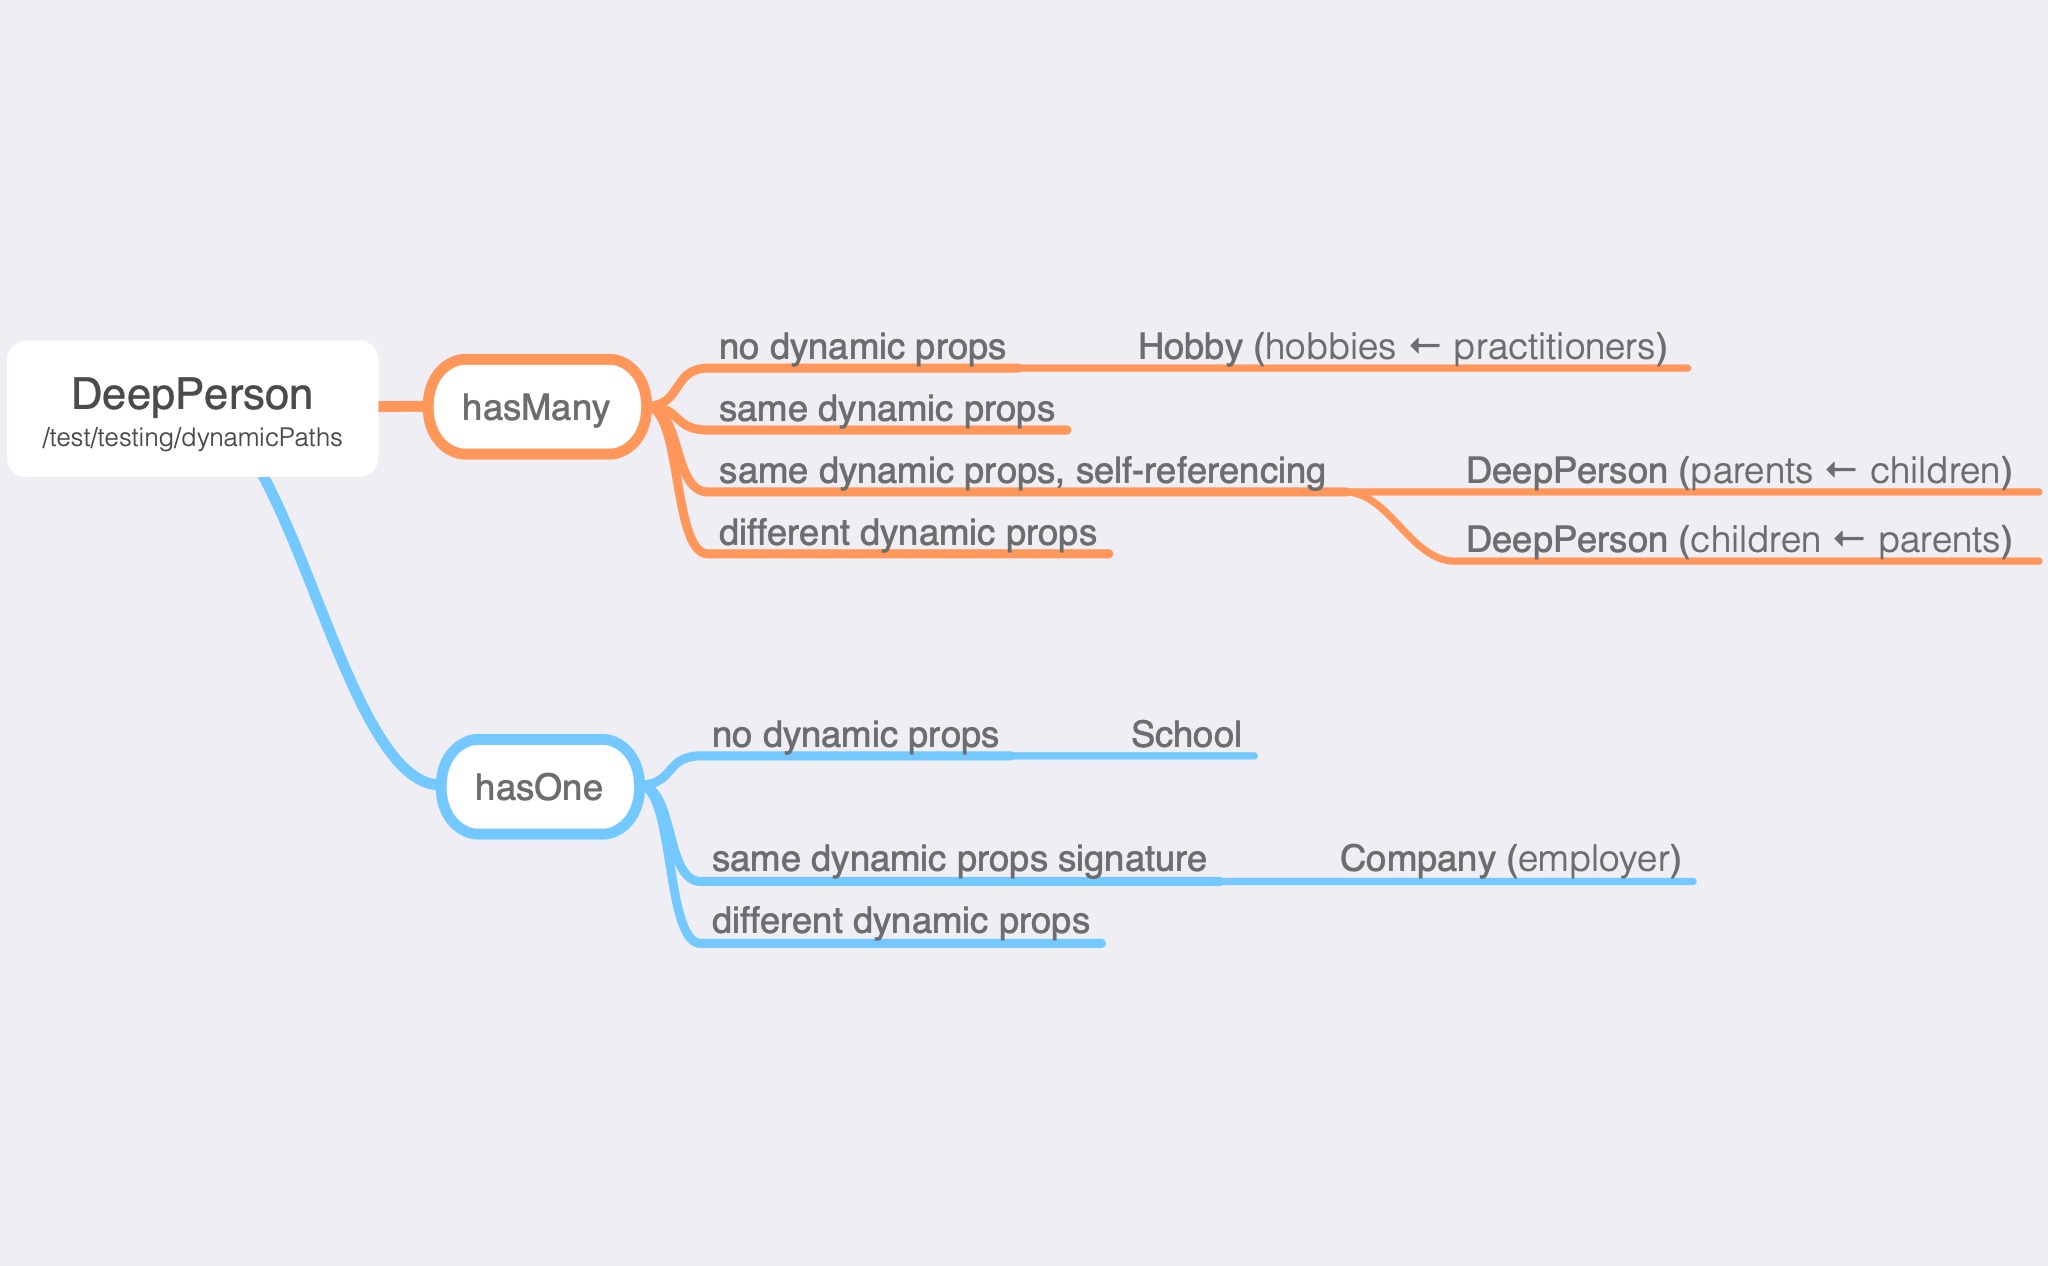 DeepPerson
/test/testing/dynamicPaths
hasMany
no dynamic props
Hobby (hobbies ← practitioners)
same dynamic props
same dynamic props, self-referencing
DeepPerson (parents ← children)
DeepPerson (children ← parents)
different dynamic props
hasOne
no dynamic props
School
same dynamic props signature
Company (employer)
different dynamic props